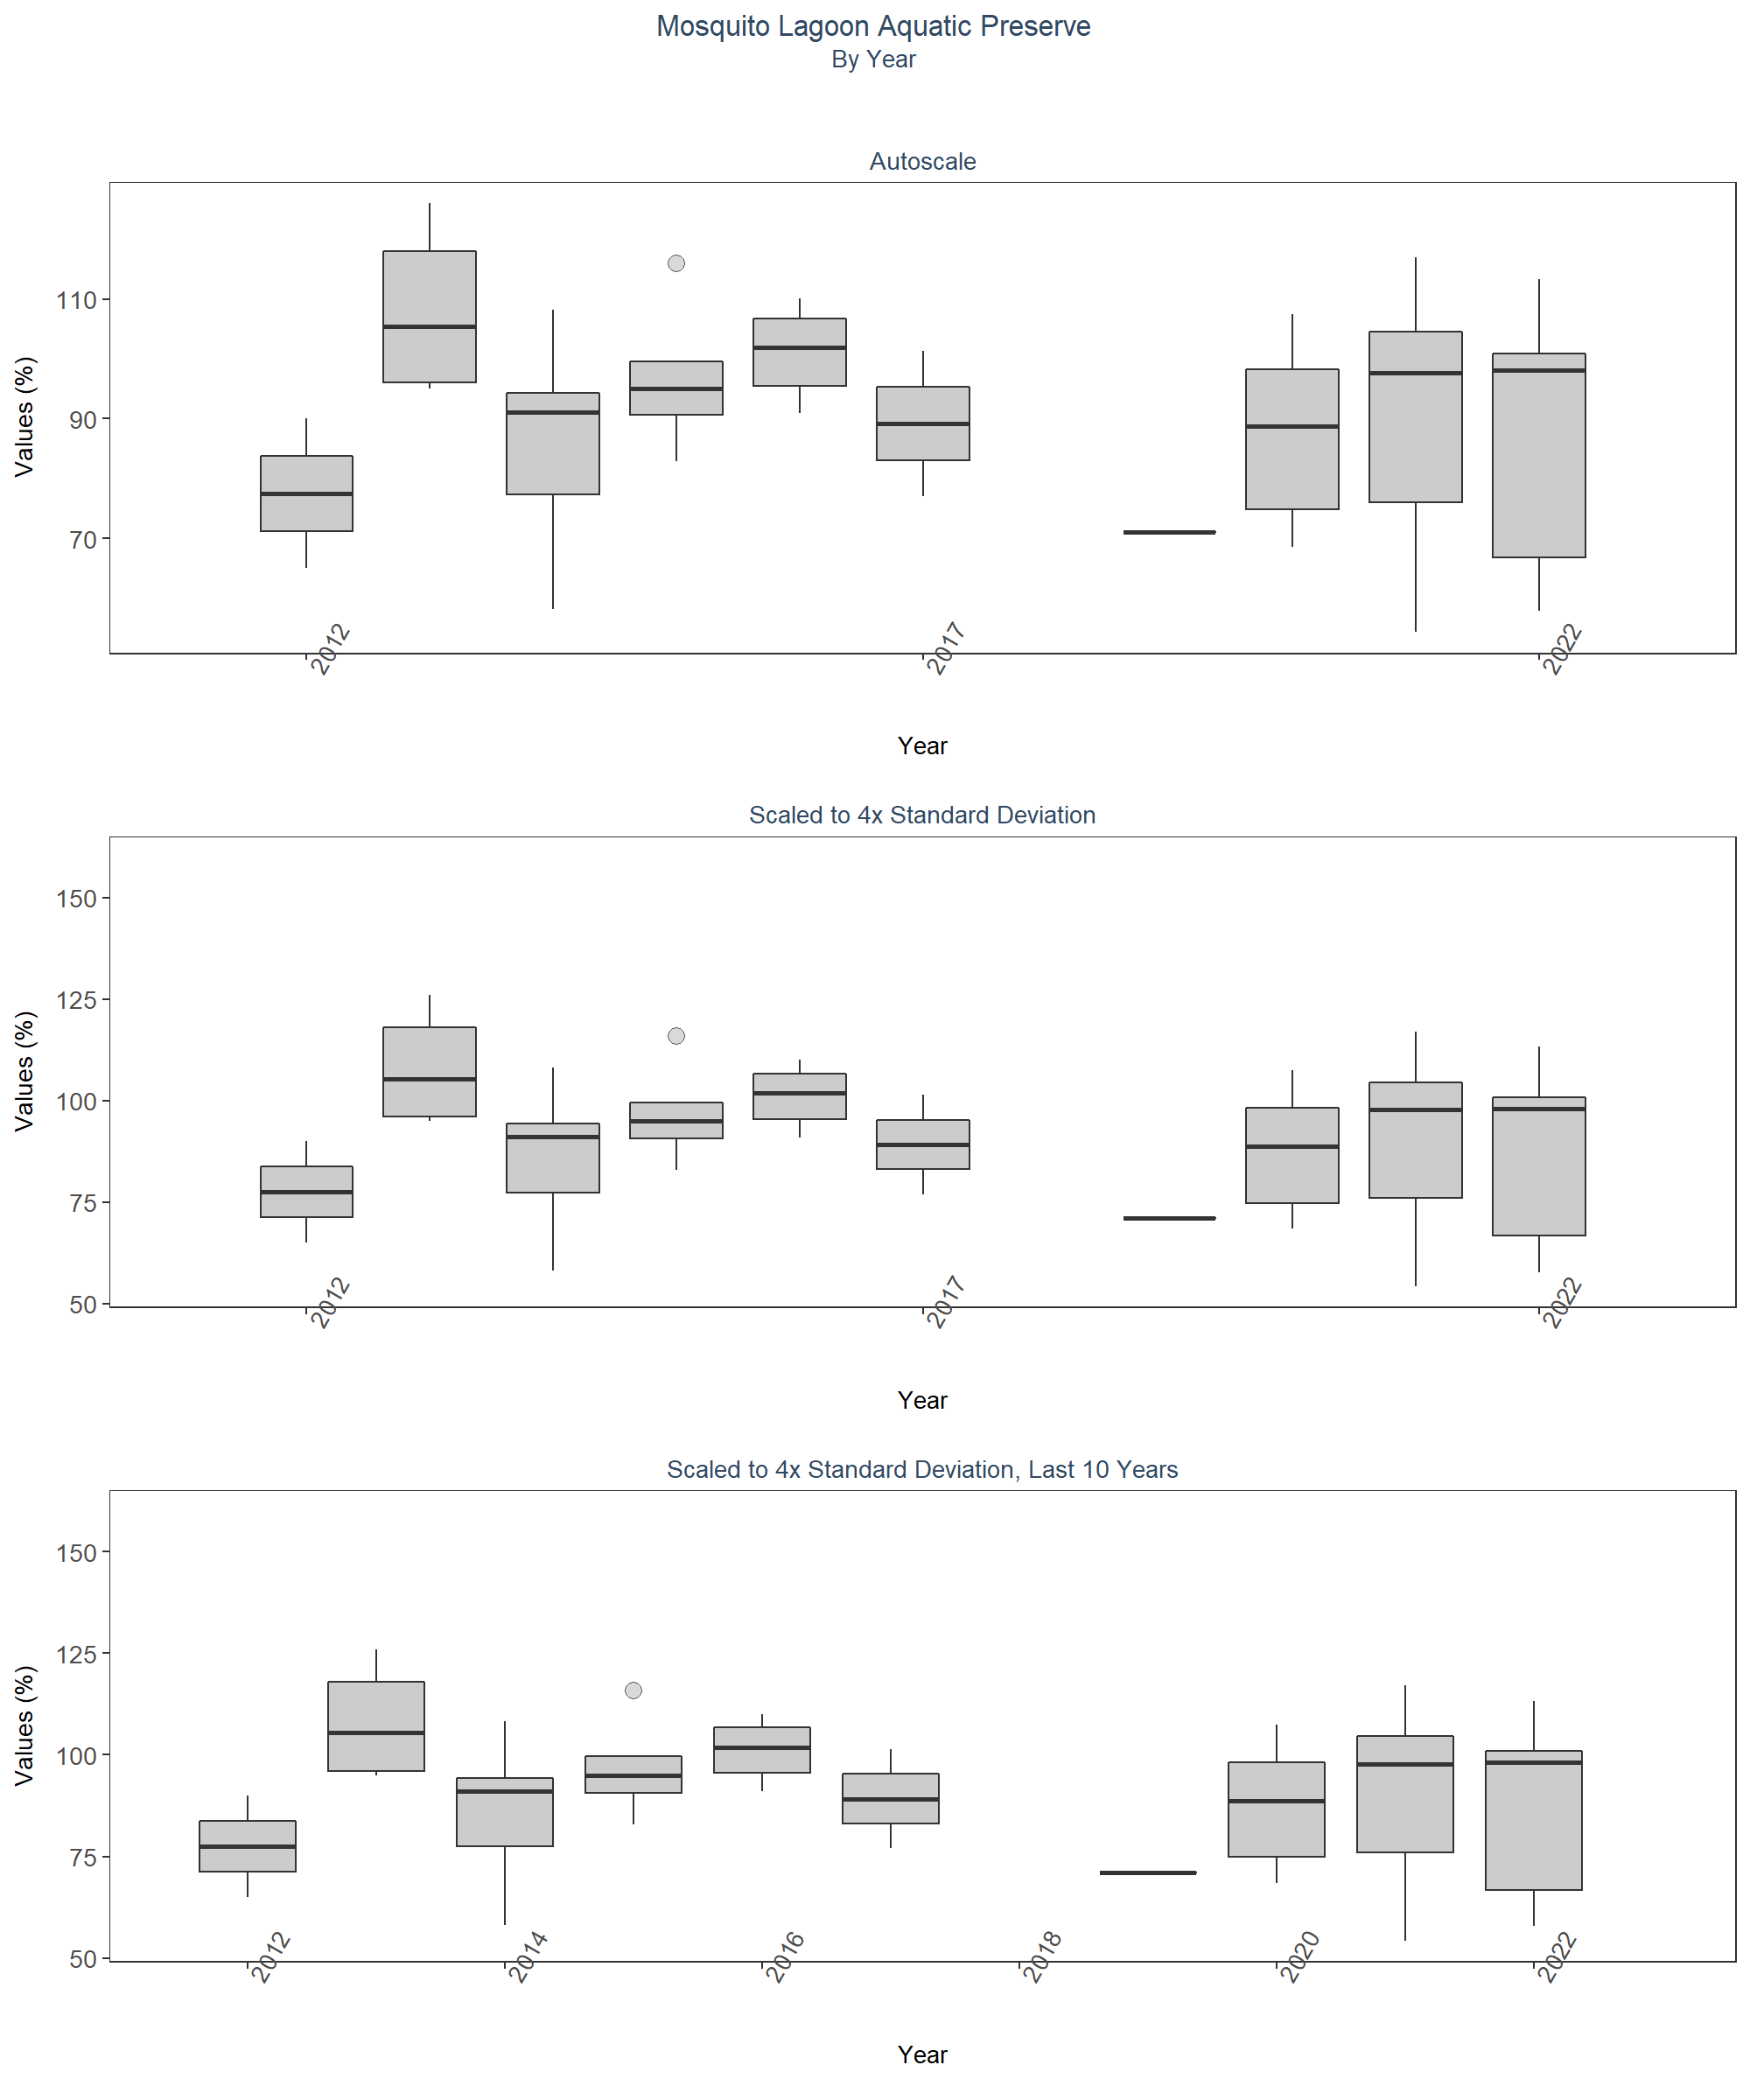 Mosquito Lagoon Aquatic Preserve
By Year
Autoscale
110
90
70
Values (%)
2012
2017
2022
Year
Scaled to 4x Standard Deviation
150
125
100
75
50
Values (%)
2012
2017
2022
Year
Scaled to 4x Standard Deviation, Last 10 Years
150
125
100
75
50
Values (%)
2012
2014
2016
2018
2020
2022
Year